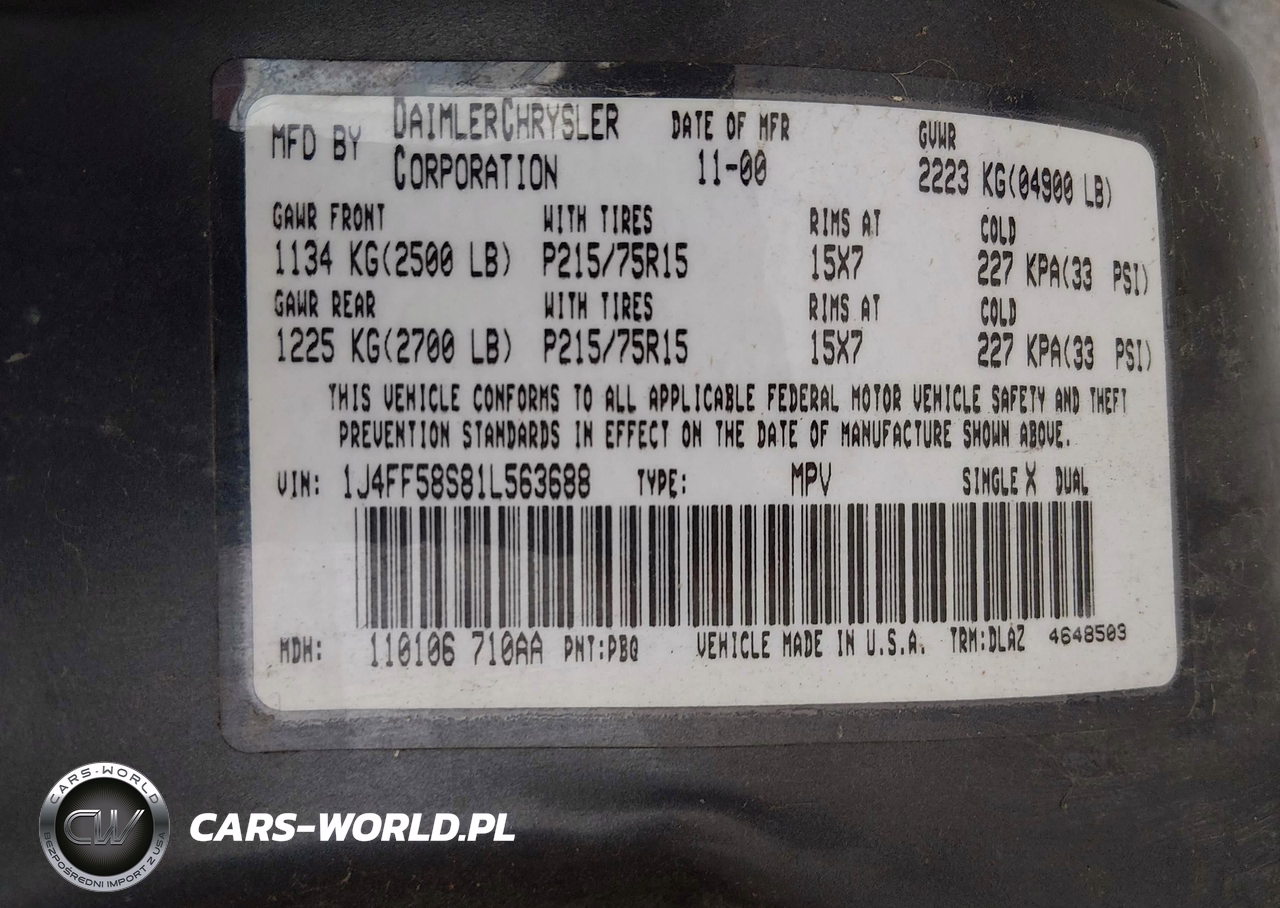 MFD BY DAIMLERCHRYSLER CORPORATION
DATE OF MFR
11-00
GVWR
2223 KG(04900 LB)
GAWR FRONT WITH TIRES RIMS AT COLD
1134 KG(2500 LB) P215/75R15 15X7 227 KPA(33 PSI)
GAWR REAR WITH TIRES RIMS AT COLD
1225 KG(2700 LB) P215/75R15 15X7 227 KPA(33 PSI)
THIS VEHICLE CONFORMS TO ALL APPLICABLE FEDERAL MOTOR VEHICLE SAFETY AND THEFT
PREVENTION STANDARDS IN EFFECT ON THE DATE OF MANUFACTURE SHOWN ABOVE.
VIN: 1J4FF58S81L563688 TYPE: MPV SINGLE X DUAL
MDH: 110106 710AA PNT:PBQ VEHICLE MADE IN U.S.A. TRM:DLAZ 4648503
CARS-WORLD
CW
BEZPOŚREDNI IMPORT Z USA
CARS-WORLD.PL